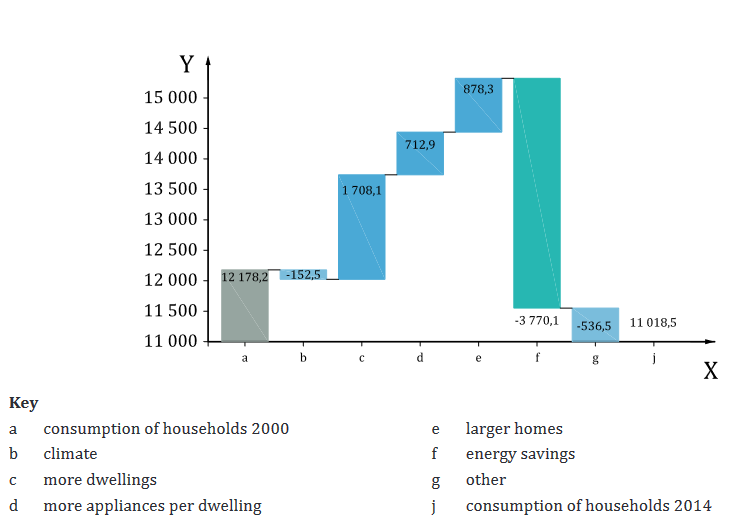 Y
15 000
14 500
14 000
13 500
13 000
12 500
12 000
11 500
11 000
12 178,2
-152,5
1 708,1
712,9
878,3
-3 770,1
-536,5
11 018,5
a b c d e f g j
X
Key
a consumption of households 2000
b climate
c more dwellings
d more appliances per dwelling
e larger homes
f energy savings
g other
j consumption of households 2014